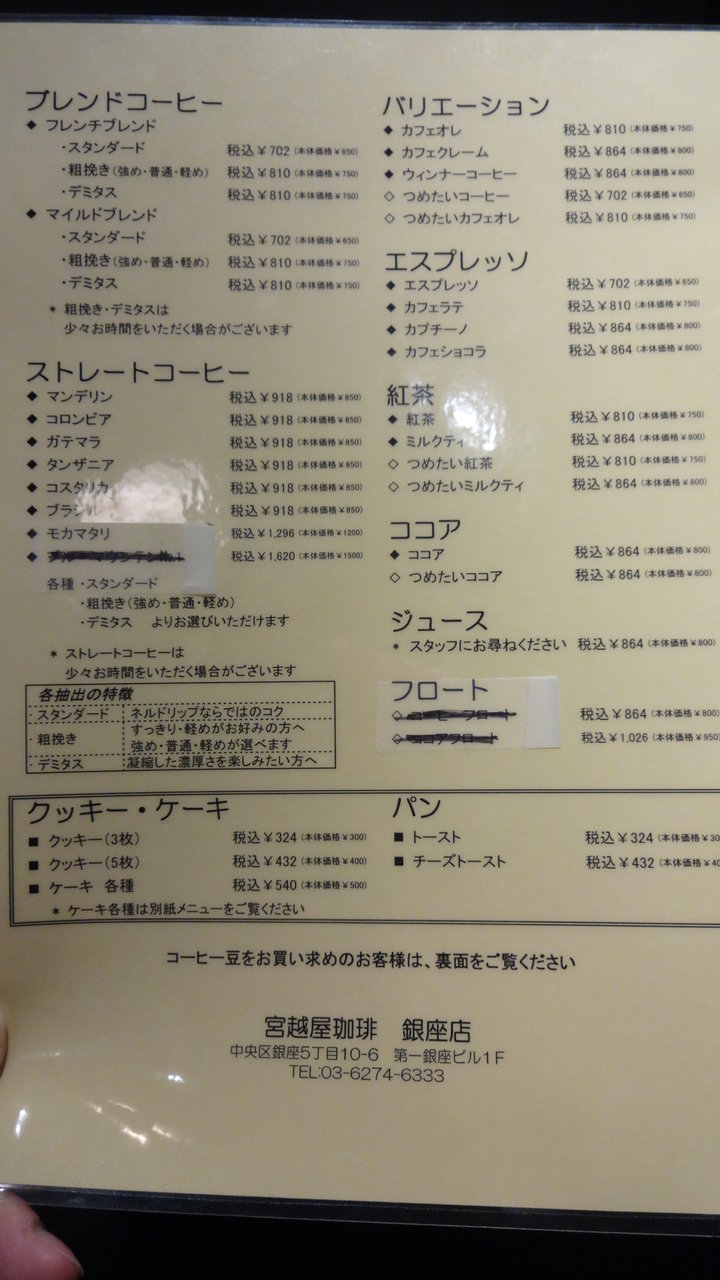 ブレンドコーヒー
◆ フレンチブレンド
・スタンダード 税込￥702（本体価格￥650）
・粗挽き（強め・普通・軽め） 税込￥810（本体価格￥750）
・デミタス 税込￥810（本体価格￥750）
◆ マイルドブレンド
・スタンダード 税込￥702（本体価格￥650）
・粗挽き（強め・普通・軽め） 税込￥810（本体価格￥750）
・デミタス 税込￥810（本体価格￥750）
＊ 粗挽き・デミタスは
少々お時間をいただく場合がございます
ストレートコーヒー
◆ マンデリン 税込￥918（本体価格￥850）
◆ コロンビア 税込￥918（本体価格￥850）
◆ ガテマラ 税込￥918（本体価格￥850）
◆ タンザニア 税込￥918（本体価格￥850）
◆ コスタリカ 税込￥918（本体価格￥850）
◆ ブラジル 税込￥918（本体価格￥850）
◆ モカマタリ 税込￥1,296（本体価格￥1200）
◆ ブルーマウンテンNo.1 税込￥1,620（本体価格￥1500）
各種 ・スタンダード
・粗挽き（強め・普通・軽め）
・デミタス よりお選びいただけます
＊ ストレートコーヒーは
少々お時間をいただく場合がございます
各抽出の特徴
・スタンダード ネルドリップならではのコク
・粗挽き すっきり・軽めがお好みの方へ
強め・普通・軽めが選べます
・デミタス 凝縮した濃厚さを楽しみたい方へ
バリエーション
◆ カフェオレ 税込￥810（本体価格￥750）
◆ カフェクレーム 税込￥864（本体価格￥800）
◆ ウィンナーコーヒー 税込￥864（本体価格￥800）
◇ つめたいコーヒー 税込￥702（本体価格￥650）
◇ つめたいカフェオレ 税込￥810（本体価格￥750）
エスプレッソ
◆ エスプレッソ 税込￥702（本体価格￥650）
◆ カフェラテ 税込￥810（本体価格￥750）
◆ カプチーノ 税込￥864（本体価格￥800）
◆ カフェショコラ 税込￥864（本体価格￥800）
紅茶
◆ 紅茶 税込￥810（本体価格￥750）
◆ ミルクティ 税込￥864（本体価格￥800）
◇ つめたい紅茶 税込￥810（本体価格￥750）
◇ つめたいミルクティ 税込￥864（本体価格￥800）
ココア
◆ ココア 税込￥864（本体価格￥800）
◇ つめたいココア 税込￥864（本体価格￥800）
ジュース
＊ スタッフにお尋ねください 税込￥864（本体価格￥800）
フロート
◇ コーヒーフロート 税込￥864（本体価格￥800）
◇ ココアフロート 税込￥1,026（本体価格￥950）
クッキー・ケーキ
■ クッキー（3枚） 税込￥324（本体価格￥300）
■ クッキー（5枚） 税込￥432（本体価格￥400）
■ ケーキ 各種 税込￥540（本体価格￥500）
＊ ケーキ各種は別紙メニューをご覧ください
パン
■ トースト 税込￥324（本体価格￥30
■ チーズトースト 税込￥432（本体価格￥40
コーヒー豆をお買い求めのお客様は、裏面をご覧ください
宮越屋珈琲 銀座店
中央区銀座5丁目10-6 第一銀座ビル1F
TEL:03-6274-6333